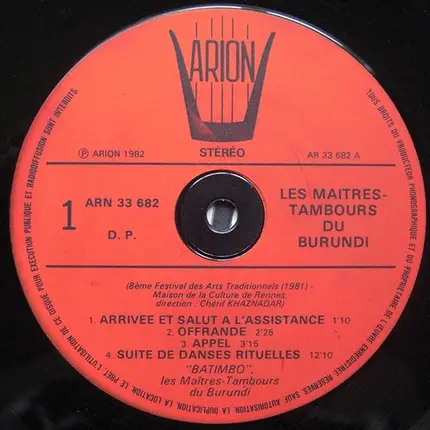 ARION
STÉRÉO
Ⓟ ARION 1982
AR 33 682 A
1
ARN 33 682
D. P.
LES MAITRES-
TAMBOURS
DU
BURUNDI
(8ème Festival des Arts Traditionnels (1981) -
Maison de la Culture de Rennes,
direction : Chérif KHAZNADAR)
1. ARRIVEE ET SALUT A L'ASSISTANCE 1'10
2. OFFRANDE 2'25
3. APPEL 3'15
4. SUITE DE DANSES RITUELLES 12'10
"BATIMBO",
les Maîtres-Tambours
du Burundi
TOUS DROITS DU PRODUCTEUR PHONOGRAPHIQUE ET DU PROPRIETAIRE DE L'ŒUVRE ENREGISTREE RESERVES. SAUF AUTORISATION, LA DUPLICATION, LA LOCATION, LE PRET, L'UTILISATION DE CE DISQUE POUR EXECUTION PUBLIQUE ET RADIODIFFUSION SONT INTERDITS.